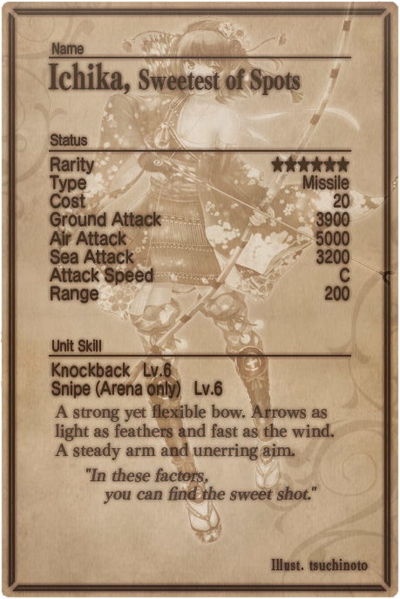 Name
Ichika, Sweetest of Spots
Status
Rarity ★★★★★★
Type Missile
Cost 20
Ground Attack 3900
Air Attack 5000
Sea Attack 3200
Attack Speed C
Range 200
Unit Skill
Knockback Lv.6
Snipe (Arena only) Lv.6
A strong yet flexible bow. Arrows as
light as feathers and fast as the wind.
A steady arm and unerring aim.
"In these factors,
you can find the sweet shot."
Illust. tsuchinoto